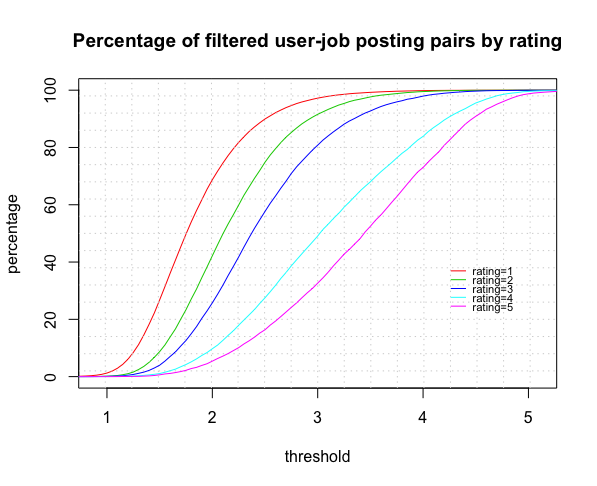 Percentage of filtered user-job posting pairs by rating
percentage
100
80
60
40
20
0
rating=1
rating=2
rating=3
rating=4
rating=5
1 2 3 4 5
threshold